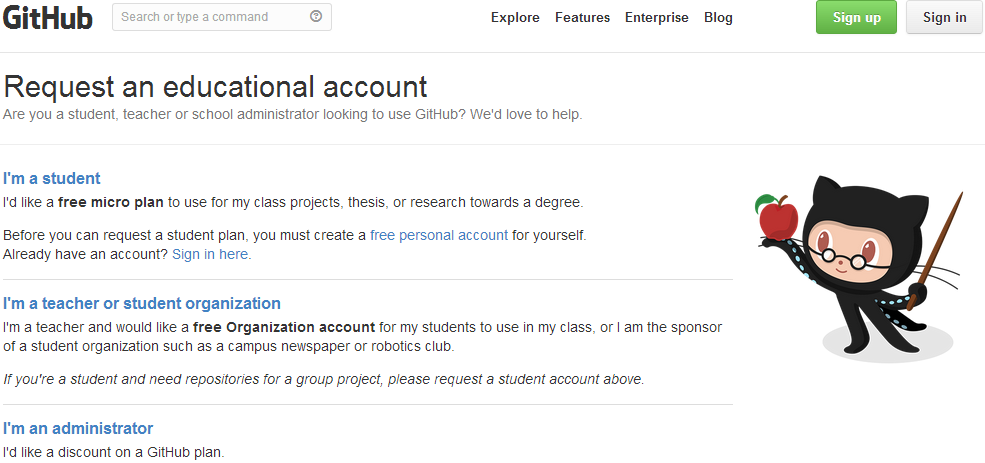 GitHub
Search or type a command
Explore Features Enterprise Blog
Sign up
Sign in
Request an educational account
Are you a student, teacher or school administrator looking to use GitHub? We'd love to help.
I'm a student
I'd like a free micro plan to use for my class projects, thesis, or research towards a degree.
Before you can request a student plan, you must create a free personal account for yourself.
Already have an account? Sign in here.
I'm a teacher or student organization
I'm a teacher and would like a free Organization account for my students to use in my class, or I am the sponsor
of a student organization such as a campus newspaper or robotics club.
If you're a student and need repositories for a group project, please request a student account above.
I'm an administrator
I'd like a discount on a GitHub plan.